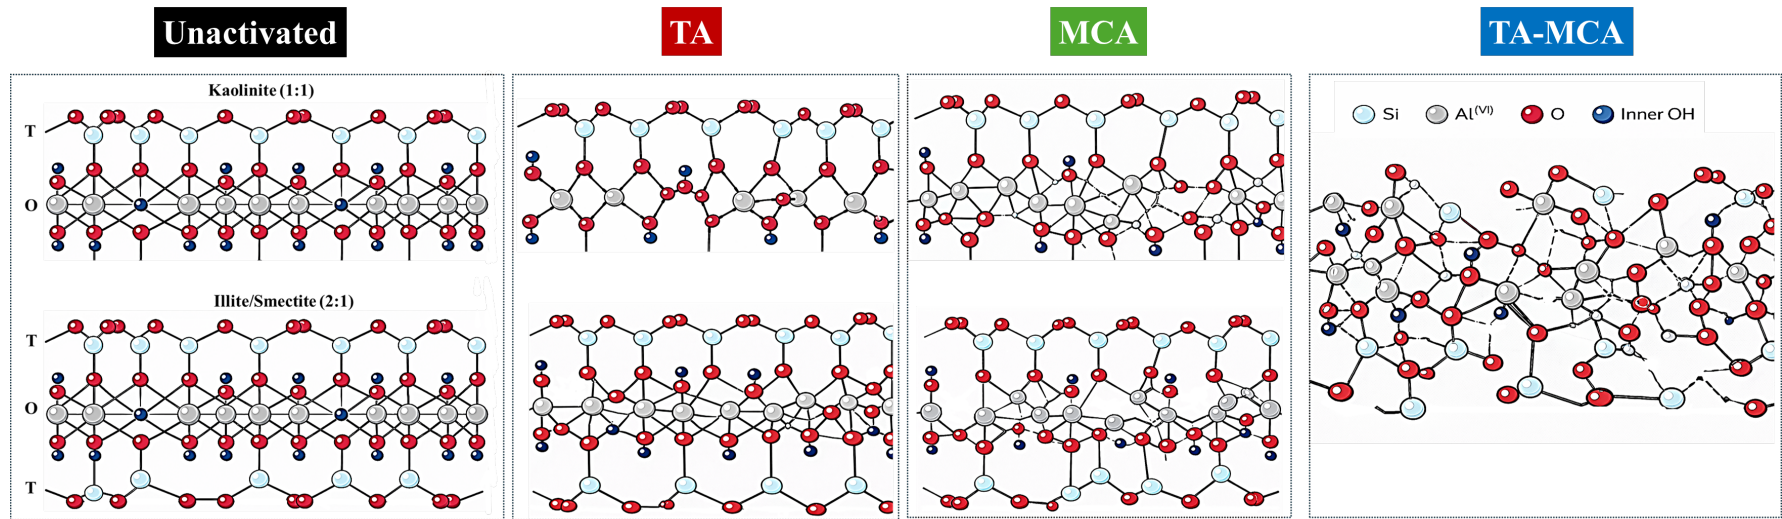 Unactivated
TA
MCA
TA-MCA
Kaolinite (1:1)
T
O
Illite/Smectite (2:1)
T
O
T
Si
Al(VI)
O
Inner OH